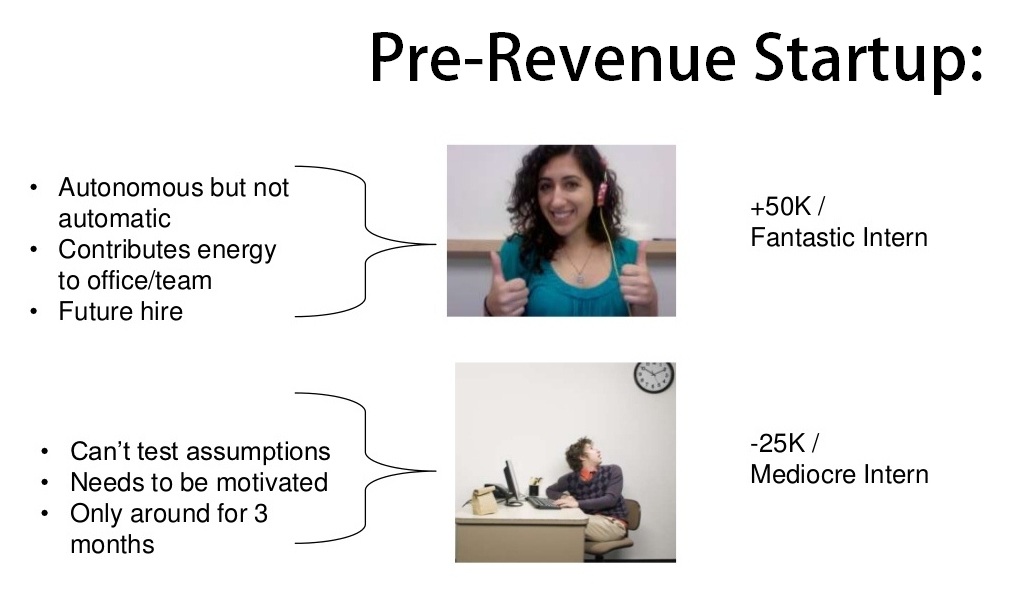 Pre-Revenue Startup:
• Autonomous but not
automatic
• Contributes energy
to office/team
• Future hire
+50K /
Fantastic Intern
• Can't test assumptions
• Needs to be motivated
• Only around for 3
months
-25K /
Mediocre Intern